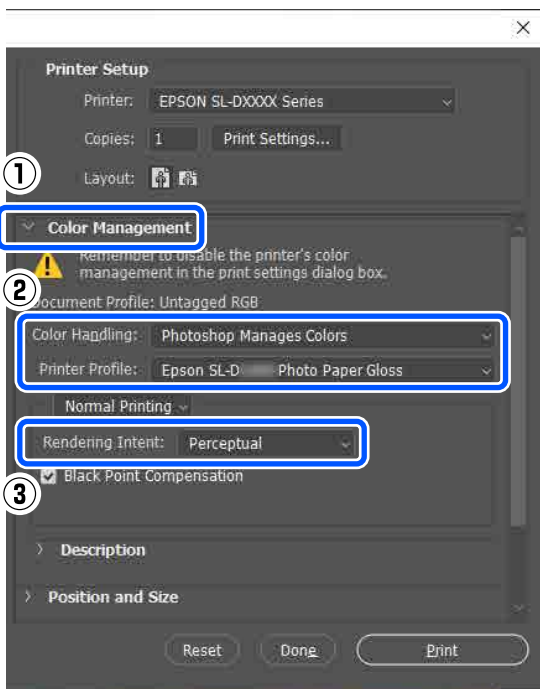 Printer Setup
Printer: EPSON SL-DXXXX Series
Copies: 1 Print Settings...
① Layout:
Color Management
Remember to disable the printer's color
management in the print settings dialog box.
②
Document Profile: Untagged RGB
Color Handling: Photoshop Manages Colors
Printer Profile: Epson SL-D Photo Paper Gloss
Normal Printing
Rendering Intent: Perceptual
③ Black Point Compensation
Description
Position and Size
Reset Done Print